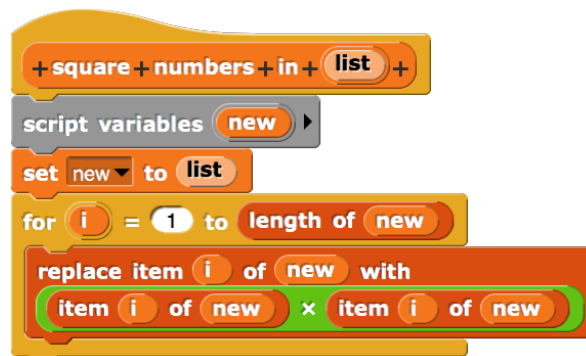 +square+numbers+in+ list +
script variables new
set new to list
for i = 1 to length of new
replace item i of new with
item i of new × item i of new